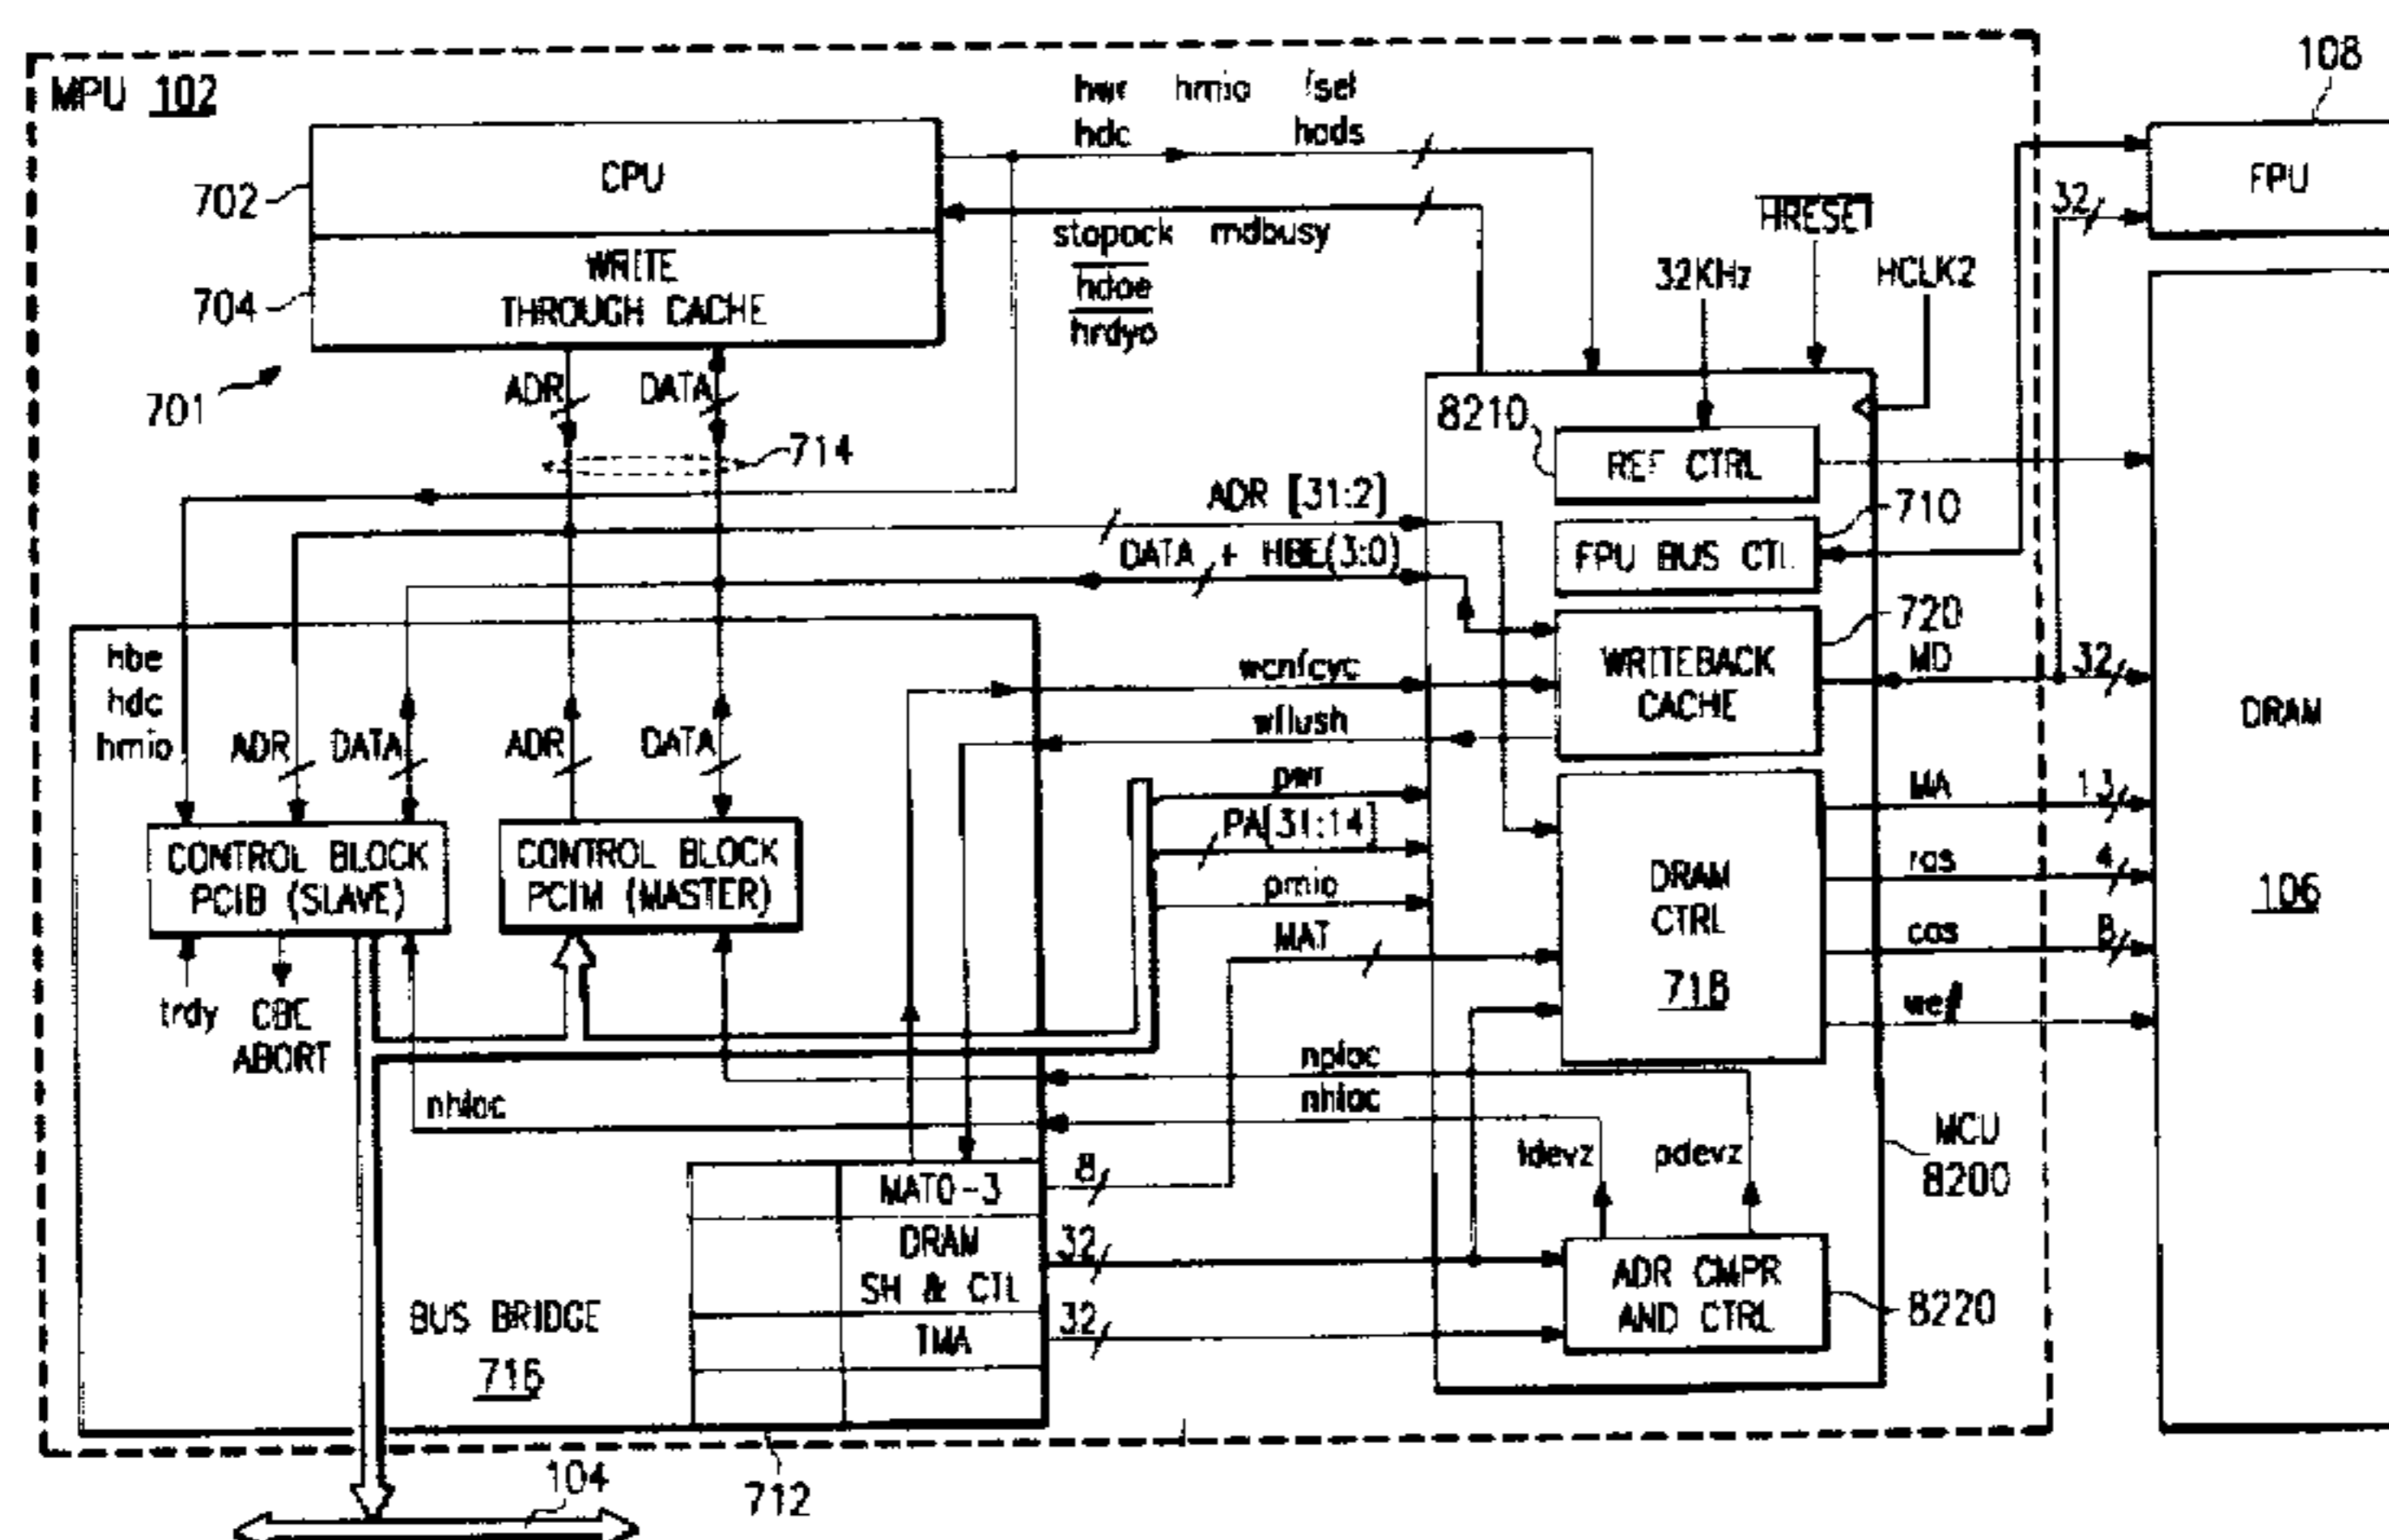 MPU 102
hwr hmio fsel
hdc hads
108
CPU
FPU
702
32
HRESET
stopack mdbusy
WRITE
THROUGH CACHE
hdoe
32KHz
HCLK2
704
hrdyo
ADR DATA
701
8210
714
REF CTRL
ADR [31:2]
710
DATA + HBE(3:0)
FPU BUS CTL
720
hbe
wcnfcyc
WRITEBACK
CACHE
MD
32
hdc
hmio
ADR DATA
ADR DATA
wflush
DRAM
pwr
MA
13
CONTROL BLOCK
PCIB (SLAVE)
CONTROL BLOCK
PCIM (MASTER)
PA[31:14]
pmio
DRAM
CTRL
718
ras
4
106
MAT
cas
8
trdy
CBE
ABORT
we#
nploc
nhloc
nhloc
ldevz
pdevz
MCU
8200
MAT0-3
8
DRAM
SH & CTL
32
ADR CMPR
AND CTRL
8220
BUS BRIDGE
716
TMA
32
104
712